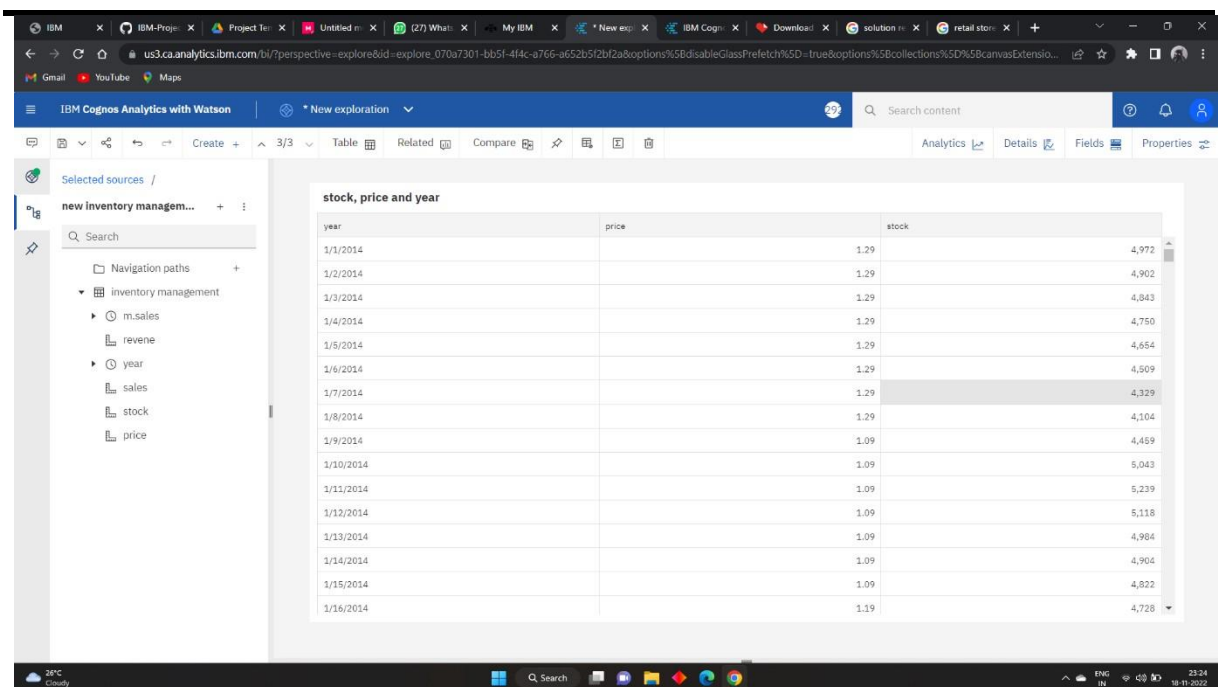 IBM IBM-Projec Project Ten Untitled m (27) Whats My IBM * New expl IBM Cogno Download solution re retail store
us3.ca.analytics.ibm.com/bi/?perspective=explore&id=explore_070a7301-bb5f-4f4c-a766-a652b5f2bf2a&options%5BdisableGlassPrefetch%5D=true&options%5Bcollections%5D%5BcanvasExtensio...
Gmail YouTube Maps
IBM Cognos Analytics with Watson * New exploration Search content
Create + 3/3 Table Related Compare Analytics Details Fields Properties
Selected sources /
new inventory managem... +
Search
Navigation paths +
inventory management
m.sales
revene
year
sales
stock
price
stock, price and year
year price stock
1/1/2014 1.29 4,972
1/2/2014 1.29 4,902
1/3/2014 1.29 4,843
1/4/2014 1.29 4,750
1/5/2014 1.29 4,654
1/6/2014 1.29 4,509
1/7/2014 1.29 4,329
1/8/2014 1.29 4,104
1/9/2014 1.09 4,459
1/10/2014 1.09 5,043
1/11/2014 1.09 5,239
1/12/2014 1.09 5,118
1/13/2014 1.09 4,984
1/14/2014 1.09 4,904
1/15/2014 1.09 4,822
1/16/2014 1.19 4,728
26°C
Cloudy
Search
ENG
IN
23:24
18-11-2022